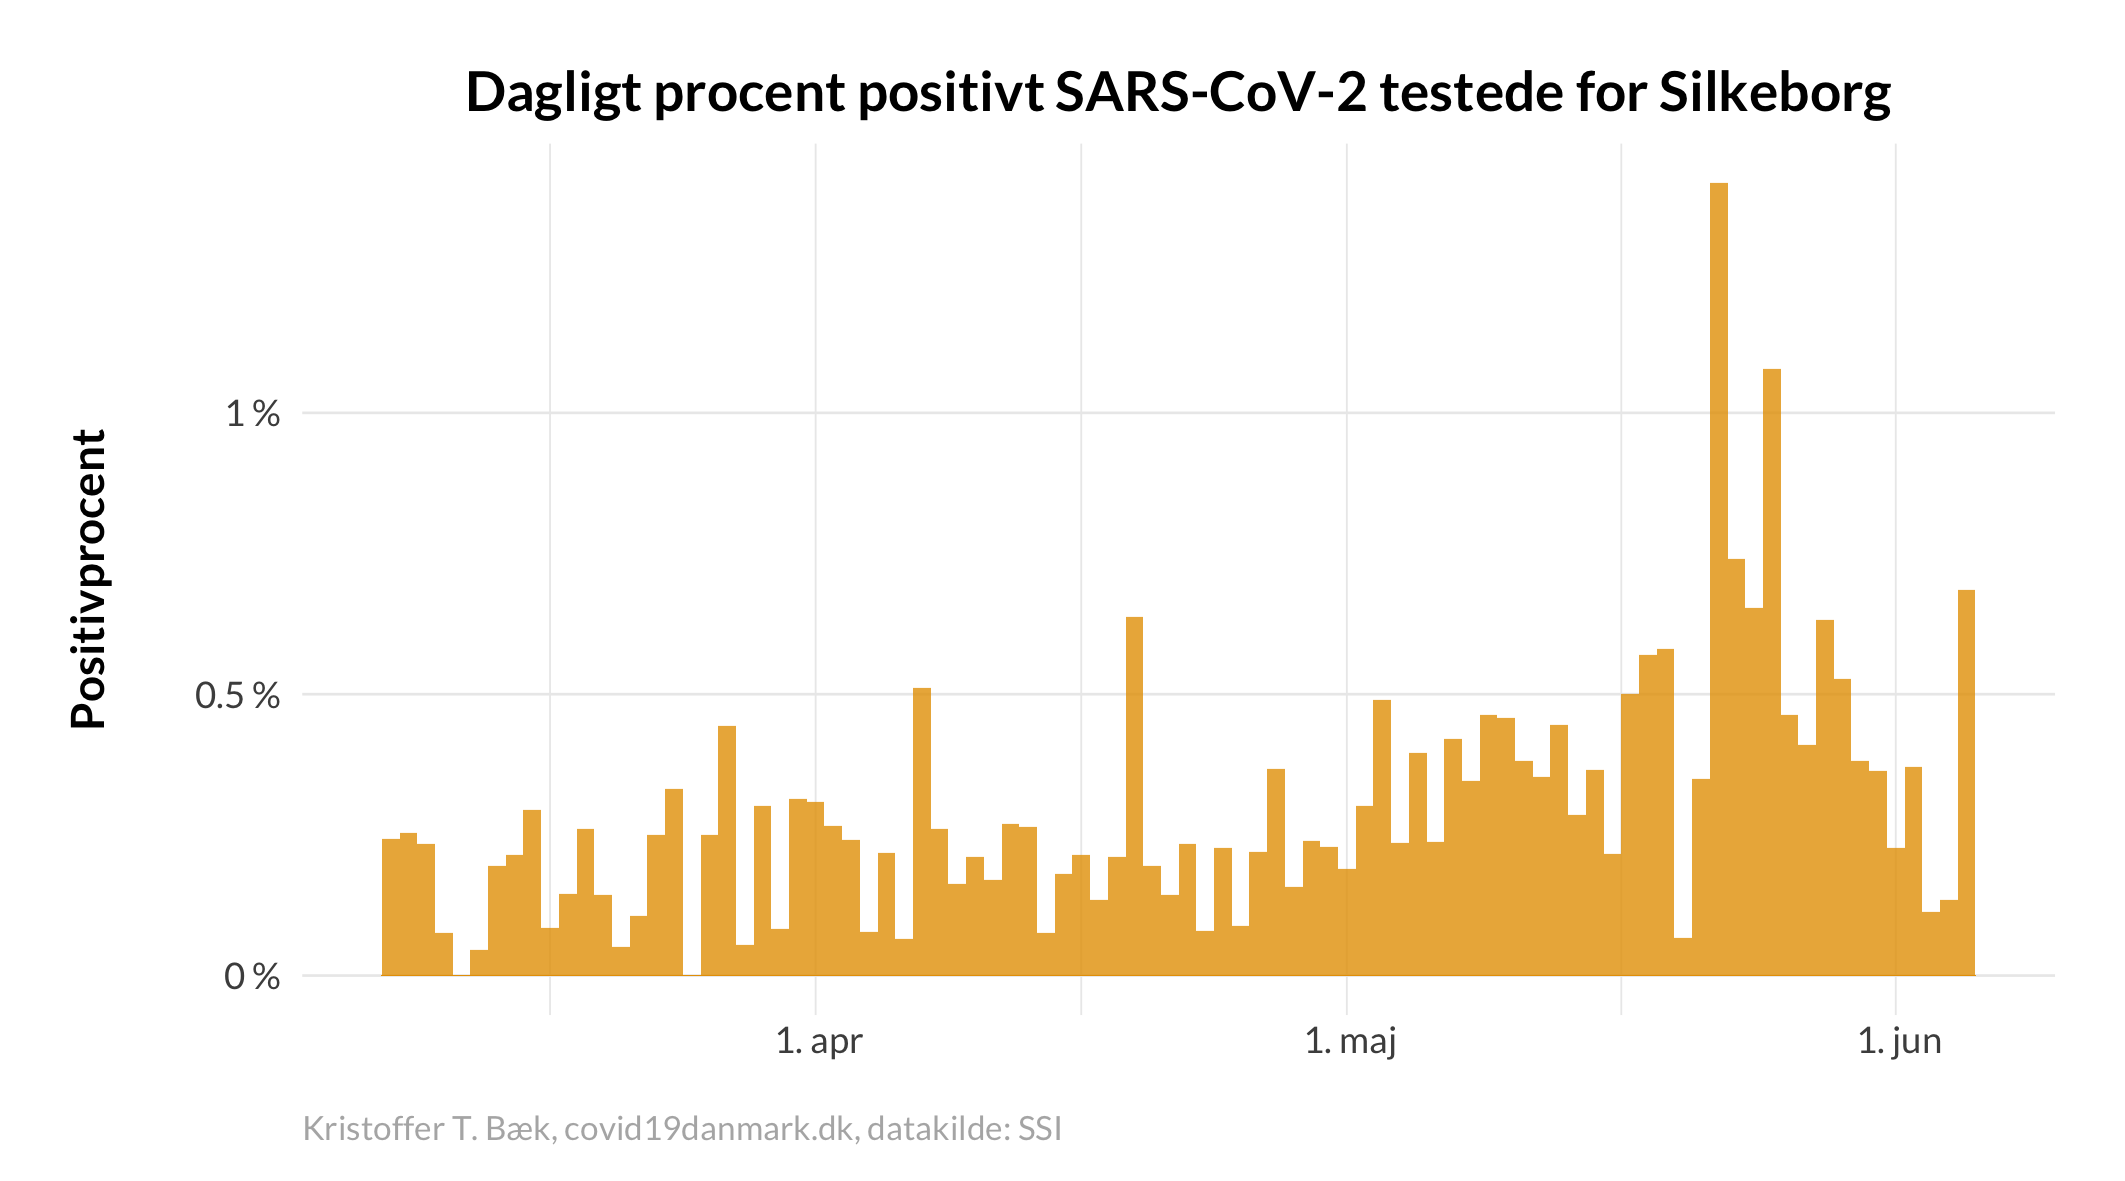 Dagligt procent positivt SARS-CoV-2 testede for Silkeborg
Positivprocent
1 %
0.5 %
0 %
1. apr
1. maj
1. jun
Kristoffer T. Bæk, covid19danmark.dk, datakilde: SSI